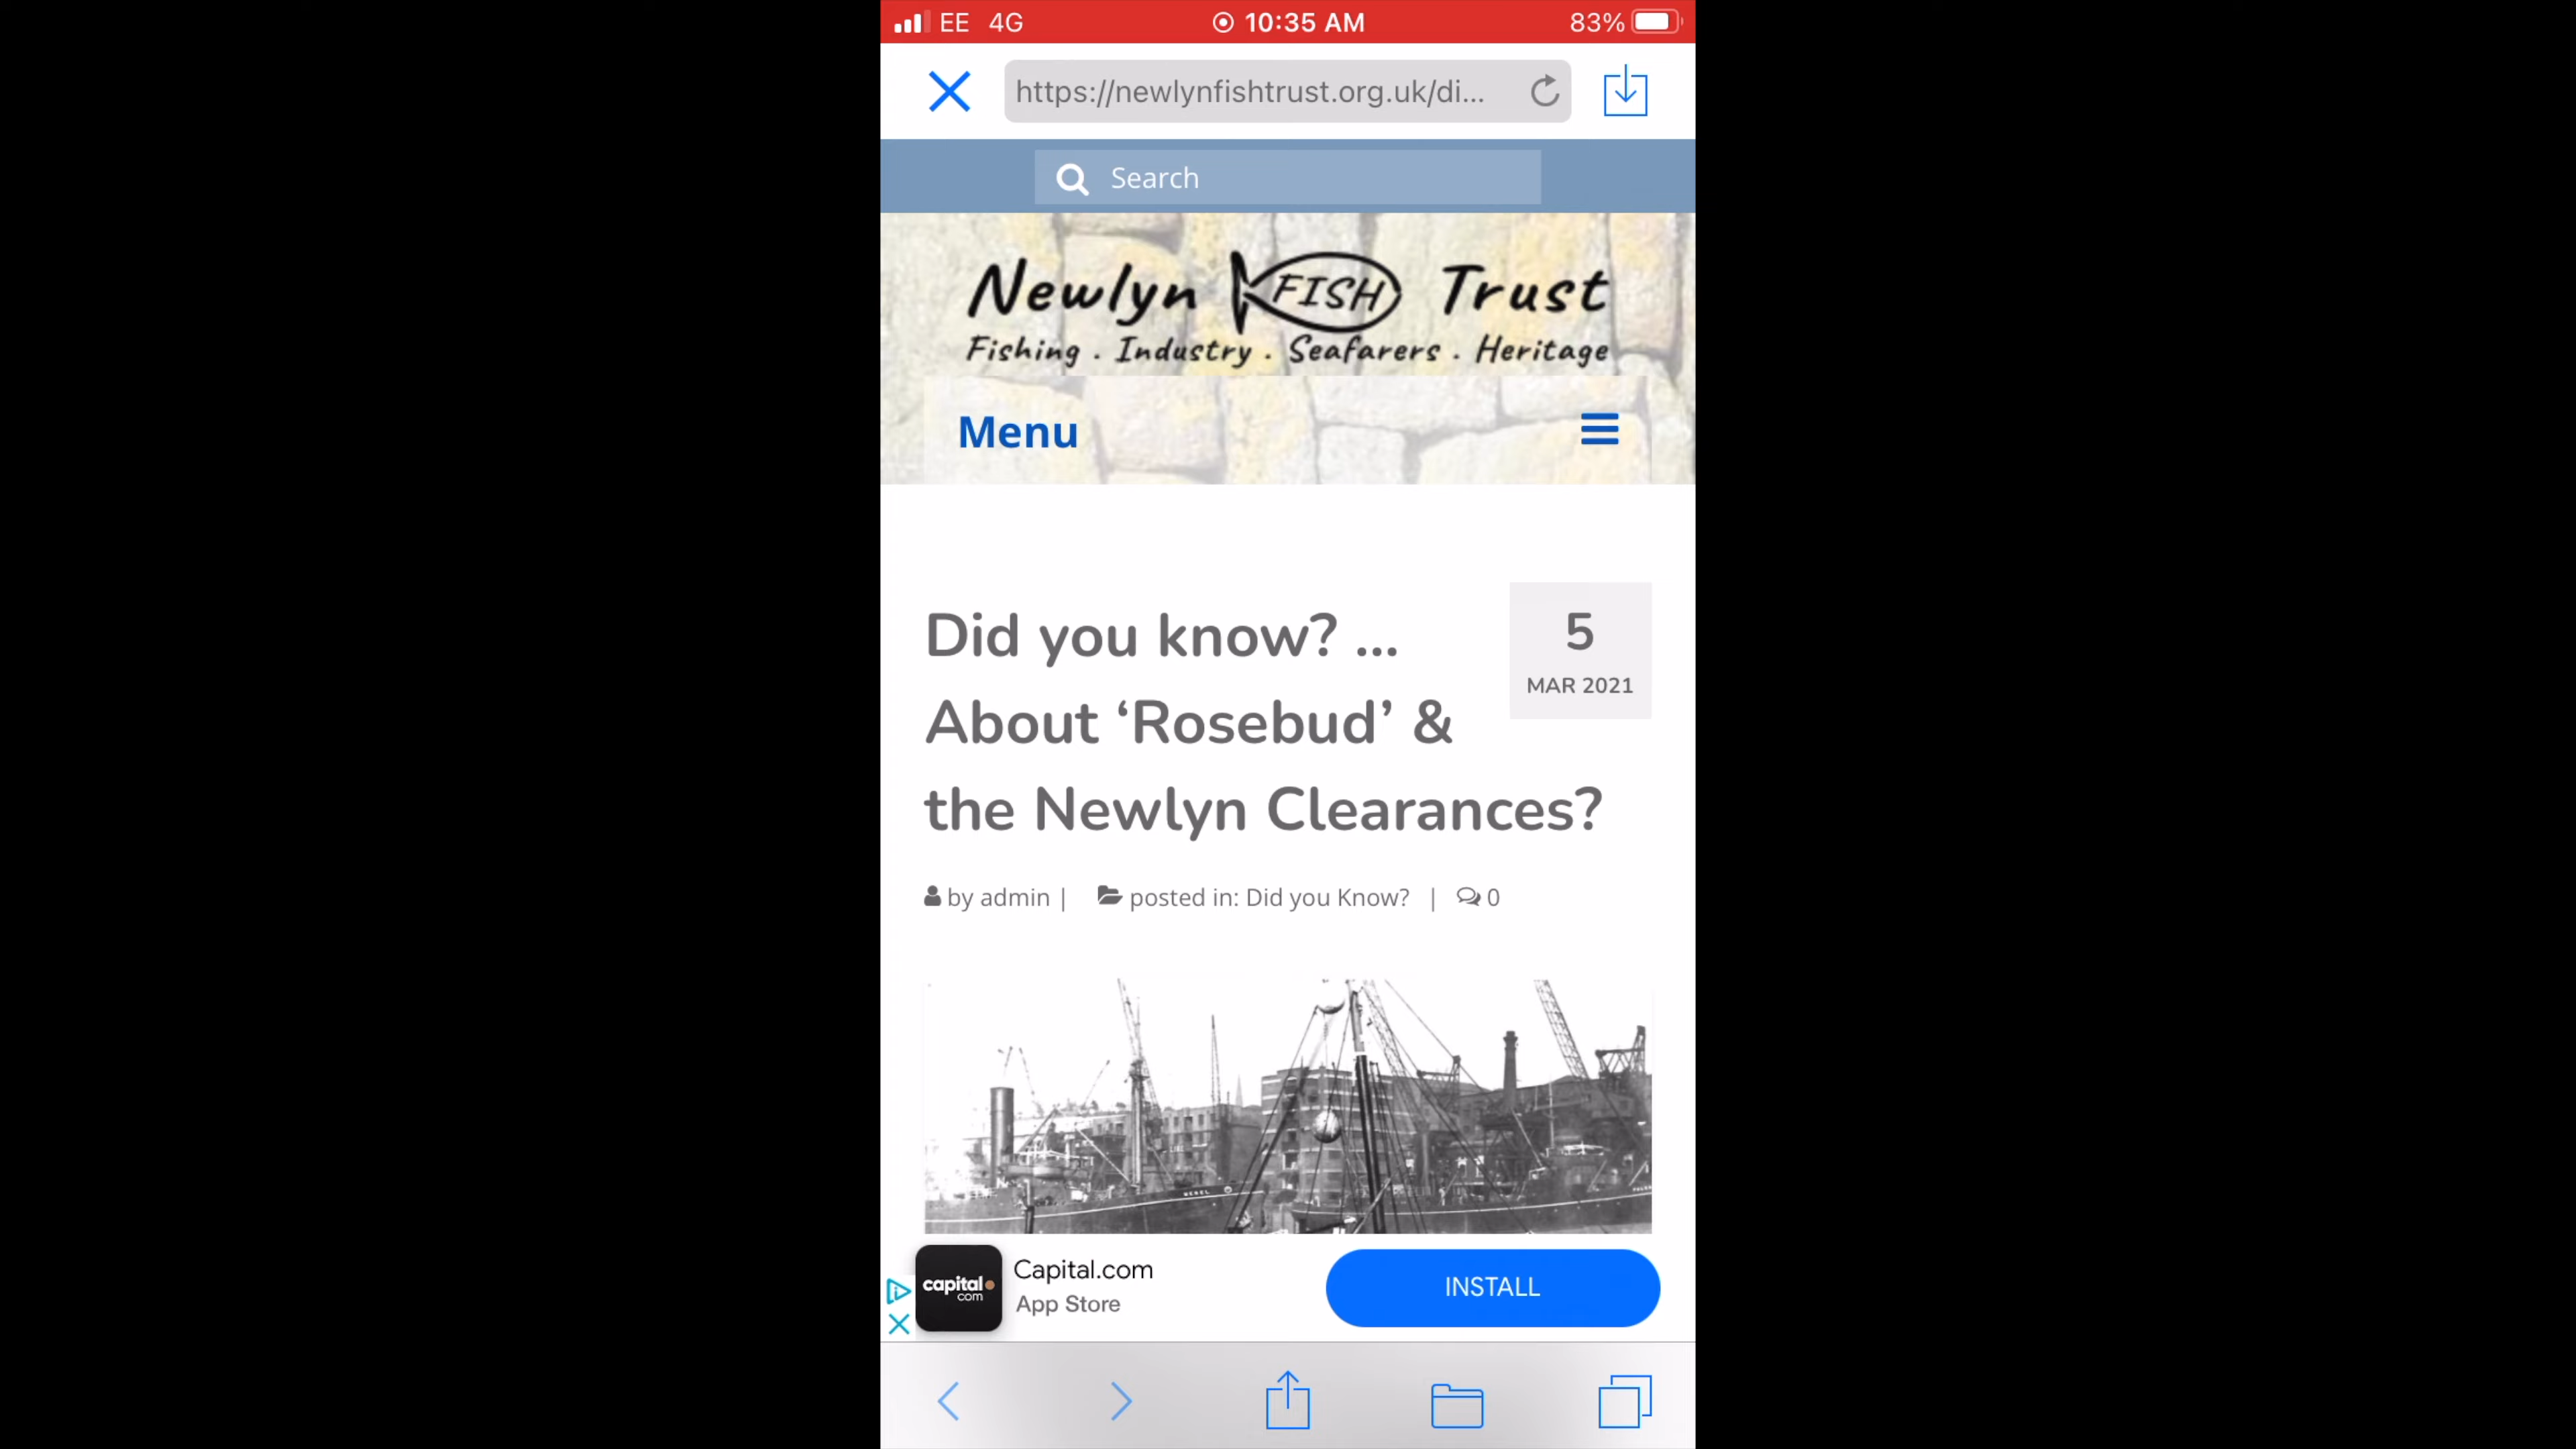 EE 4G 10:35 AM 83%
https://newlynfishtrust.org.uk/di...
Search
Newlyn FISH Trust
Fishing . Industry . Seafarers . Heritage
Menu
Did you know? ...
About ‘Rosebud’ &
the Newlyn Clearances?
5
MAR 2021
by admin | posted in: Did you Know? | 0
capital
com
Capital.com
App Store
INSTALL